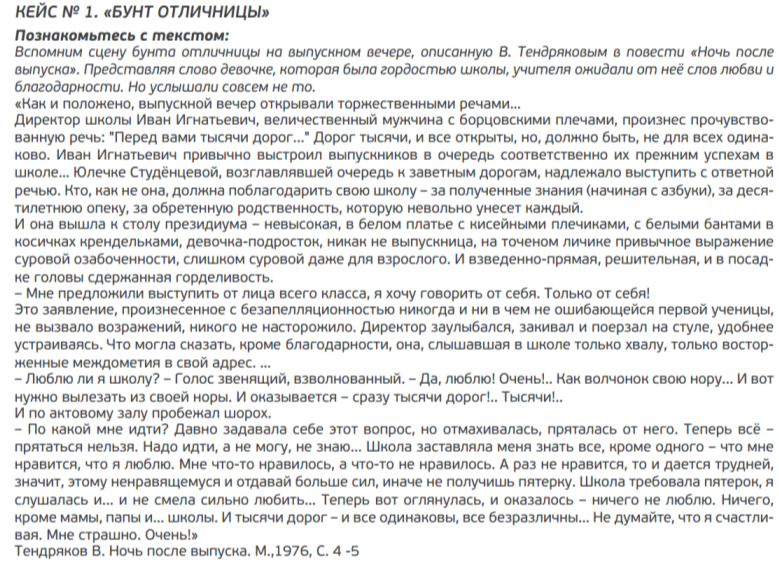 КЕЙС № 1. «БУНТ ОТЛИЧНИЦЫ»
Познакомьтесь с текстом:
Вспомним сцену бунта отличницы на выпускном вечере, описанную В. Тендряковым в повести «Ночь после
выпуска». Представляя слово девочке, которая была гордостью школы, учителя ожидали от неё слов любви и
благодарности. Но услышали совсем не то.
«Как и положено, выпускной вечер открывали торжественными речами...
Директор школы Иван Игнатьевич, величественный мужчина с борцовскими плечами, произнес прочувство-
ванную речь: "Перед вами тысячи дорог..." Дорог тысячи, и все открыты, но, должно быть, не для всех одина-
ково. Иван Игнатьевич привычно выстроил выпускников в очередь соответственно их прежним успехам в
школе... Юлечке Студёнцевой, возглавлявшей очередь к заветным дорогам, надлежало выступить с ответной
речью. Кто, как не она, должна поблагодарить свою школу – за полученные знания (начиная с азбуки), за деся-
тилетнюю опеку, за обретенную родственность, которую невольно унесет каждый.
И она вышла к столу президиума – невысокая, в белом платье с кисейными плечиками, с белыми бантами в
косичках крендельками, девочка-подросток, никак не выпускница, на точеном личике привычное выражение
суровой озабоченности, слишком суровой даже для взрослого. И взведенно-прямая, решительная, и в посад-
ке головы сдержанная горделивость.
– Мне предложили выступить от лица всего класса, я хочу говорить от себя. Только от себя!
Это заявление, произнесенное с безапелляционностью никогда и ни в чем не ошибающейся первой ученицы,
не вызвало возражений, никого не насторожило. Директор заулыбался, закивал и поерзал на стуле, удобнее
устраиваясь. Что могла сказать, кроме благодарности, она, слышавшая в школе только хвалу, только востор-
женные междометия в свой адрес. ...
– Люблю ли я школу? – Голос звенящий, взволнованный. – Да, люблю! Очень!.. Как волчонок свою нору... И вот
нужно вылезать из своей норы. И оказывается – сразу тысячи дорог!.. Тысячи!..
И по актовому залу пробежал шорох.
– По какой мне идти? Давно задавала себе этот вопрос, но отмахивалась, пряталась от него. Теперь всё –
прятаться нельзя. Надо идти, а не могу, не знаю... Школа заставляла меня знать все, кроме одного – что мне
нравится, что я люблю. Мне что-то нравилось, а что-то не нравилось. А раз не нравится, то и дается трудней,
значит, этому ненравящемуся и отдавай больше сил, иначе не получишь пятерку. Школа требовала пятерок, я
слушалась и... и не смела сильно любить... Теперь вот оглянулась, и оказалось – ничего не люблю. Ничего,
кроме мамы, папы и... школы. И тысячи дорог – и все одинаковы, все безразличны... Не думайте, что я счастли-
вая. Мне страшно. Очень!»
Тендряков В. Ночь после выпуска. М.,1976, С. 4 -5